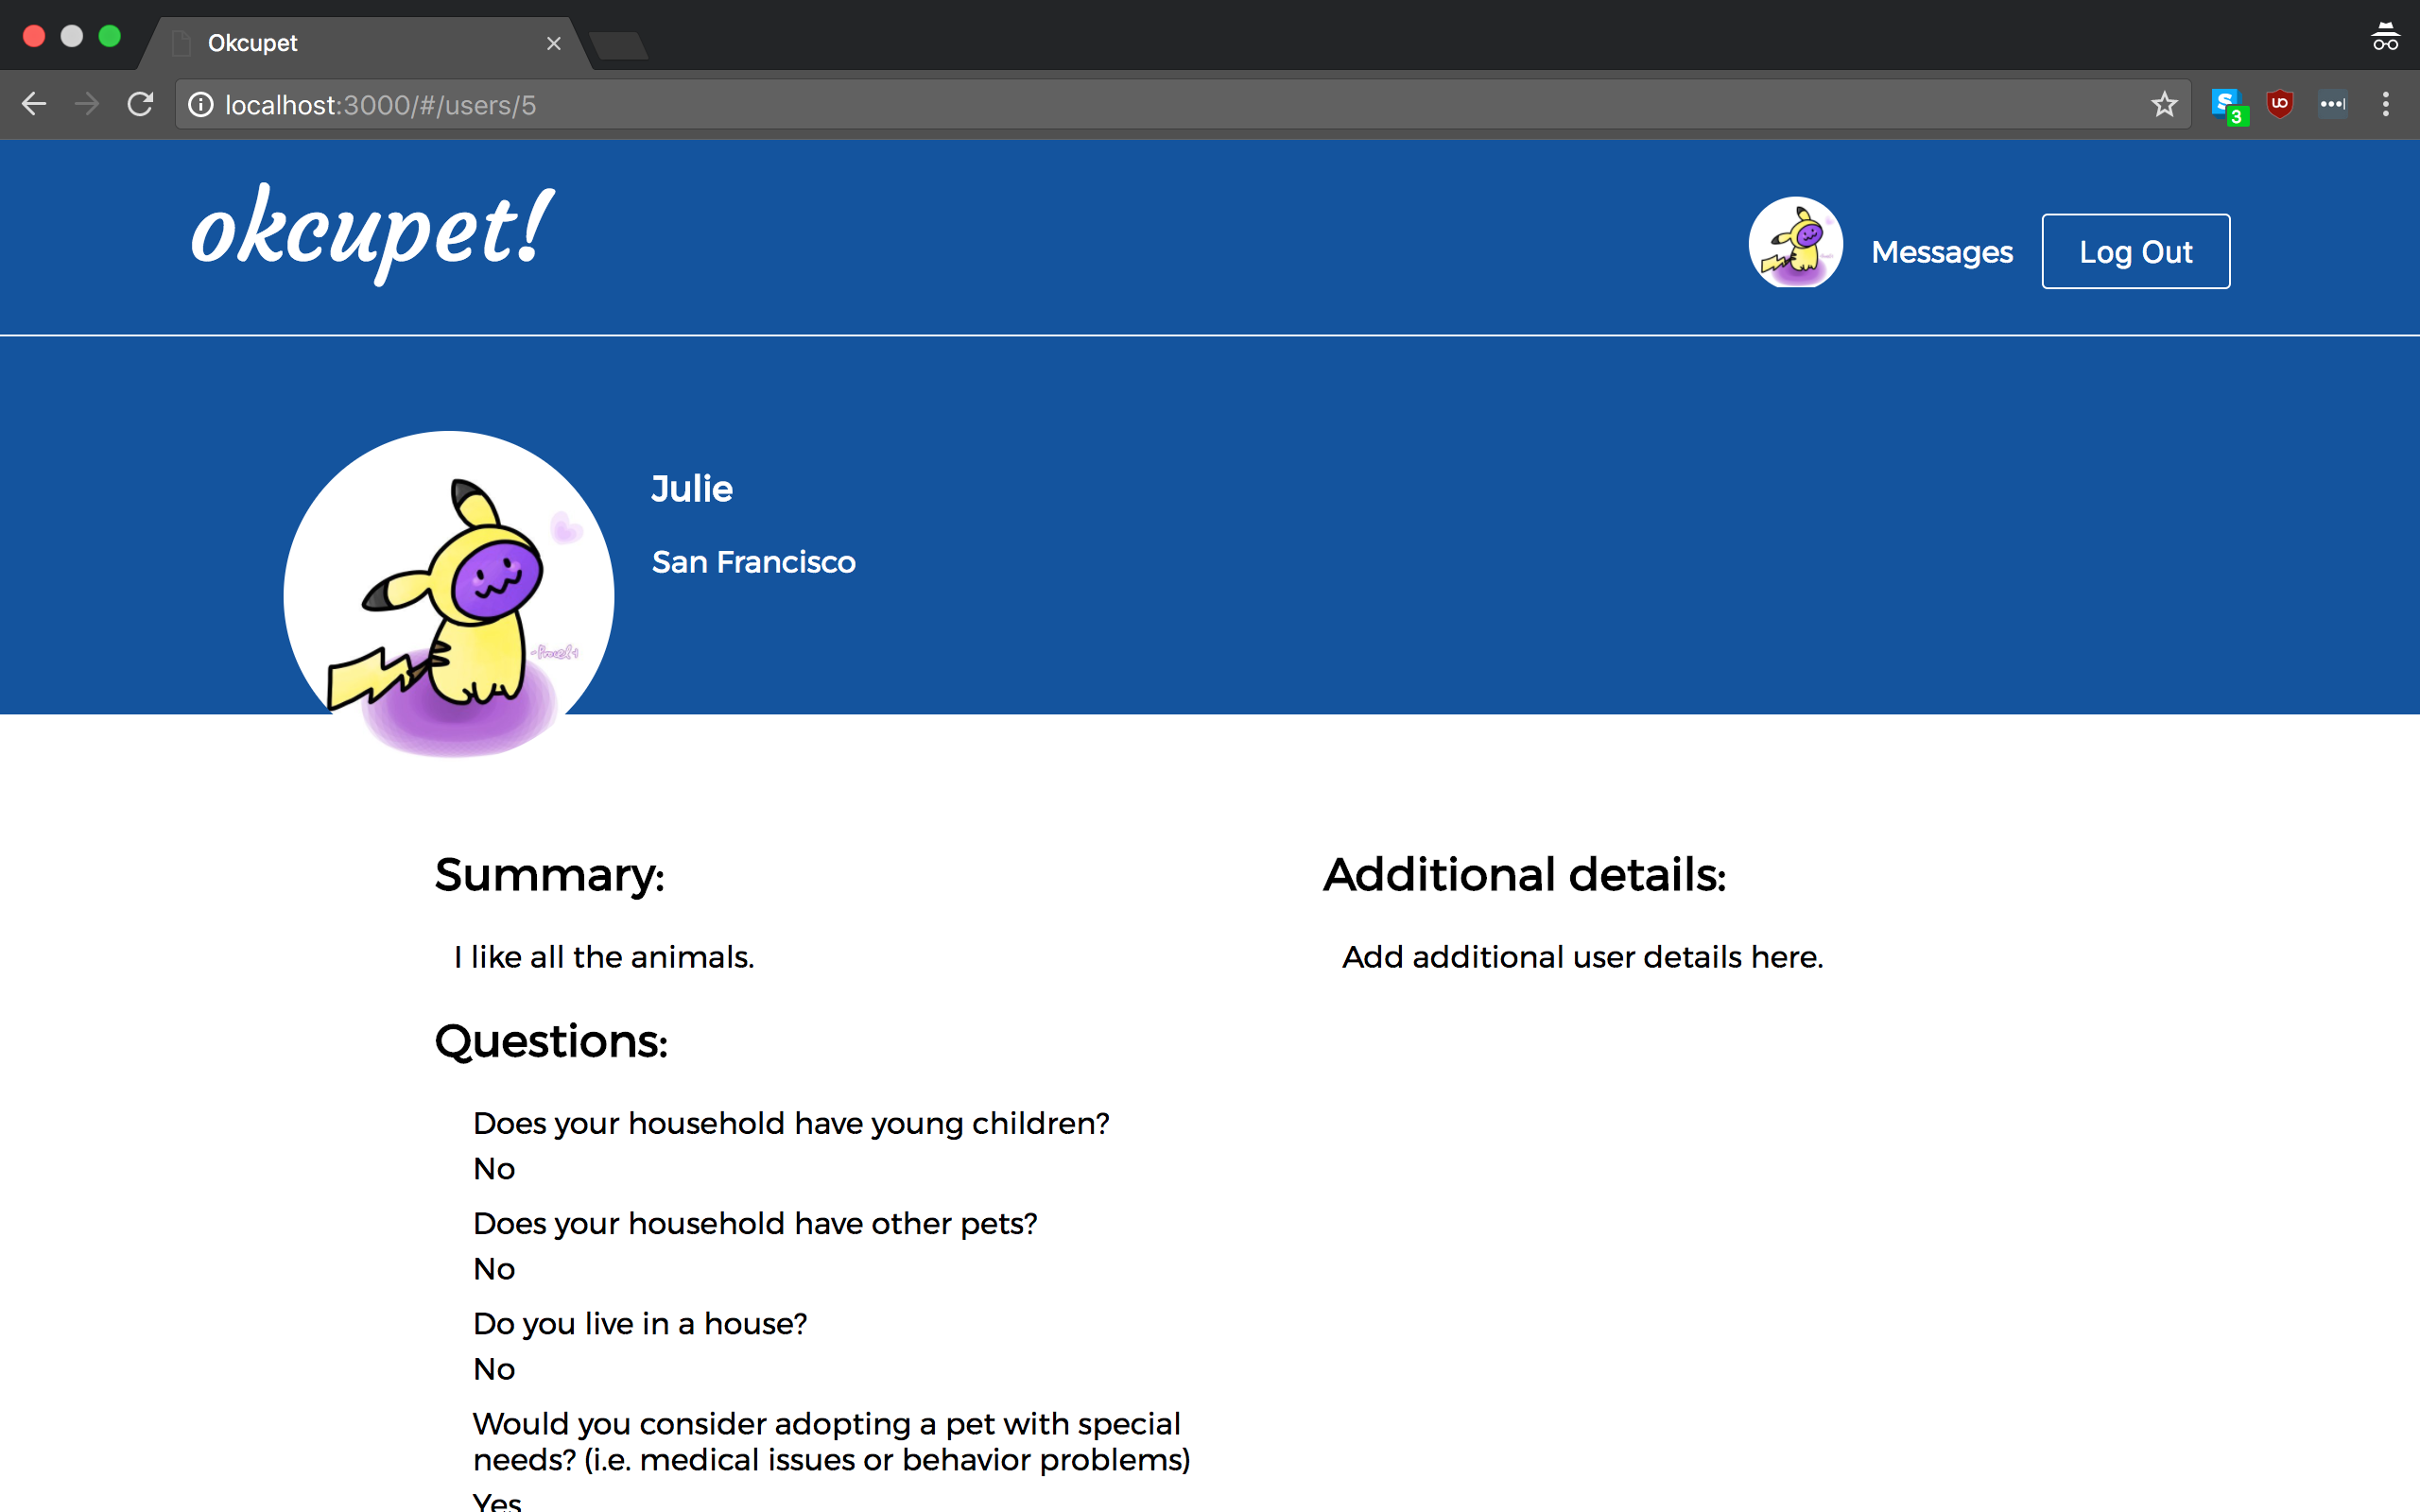 Okcupet
localhost:3000/#/users/5
S
3
okcupet!
Messages
Log Out
Julie
San Francisco
Summary:
Additional details:
I like all the animals.
Add additional user details here.
Questions:
Does your household have young children?
No
Does your household have other pets?
No
Do you live in a house?
No
Would you consider adopting a pet with special
needs? (i.e. medical issues or behavior problems)
Yes